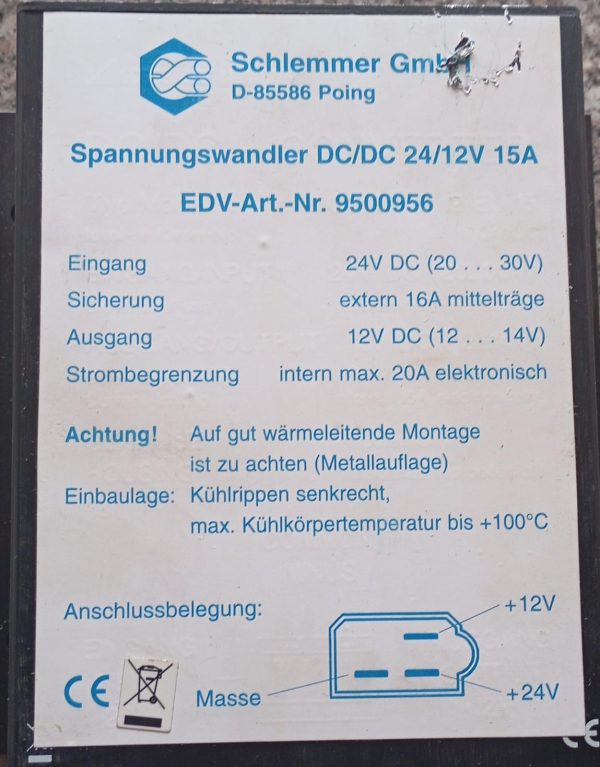 Schlemmer GmbH
D-85586 Poing
Spannungswandler DC/DC 24/12V 15A
EDV-Art.-Nr. 9500956
Eingang 24V DC (20 . . . 30V)
Sicherung extern 16A mittelträge
Ausgang 12V DC (12 . . . 14V)
Strombegrenzung intern max. 20A elektronisch
Achtung! Auf gut wärmeleitende Montage
ist zu achten (Metallauflage)
Einbaulage: Kühlrippen senkrecht,
max. Kühlkörpertemperatur bis +100°C
Anschlussbelegung:
+12V
CE
Masse
+24V
CE